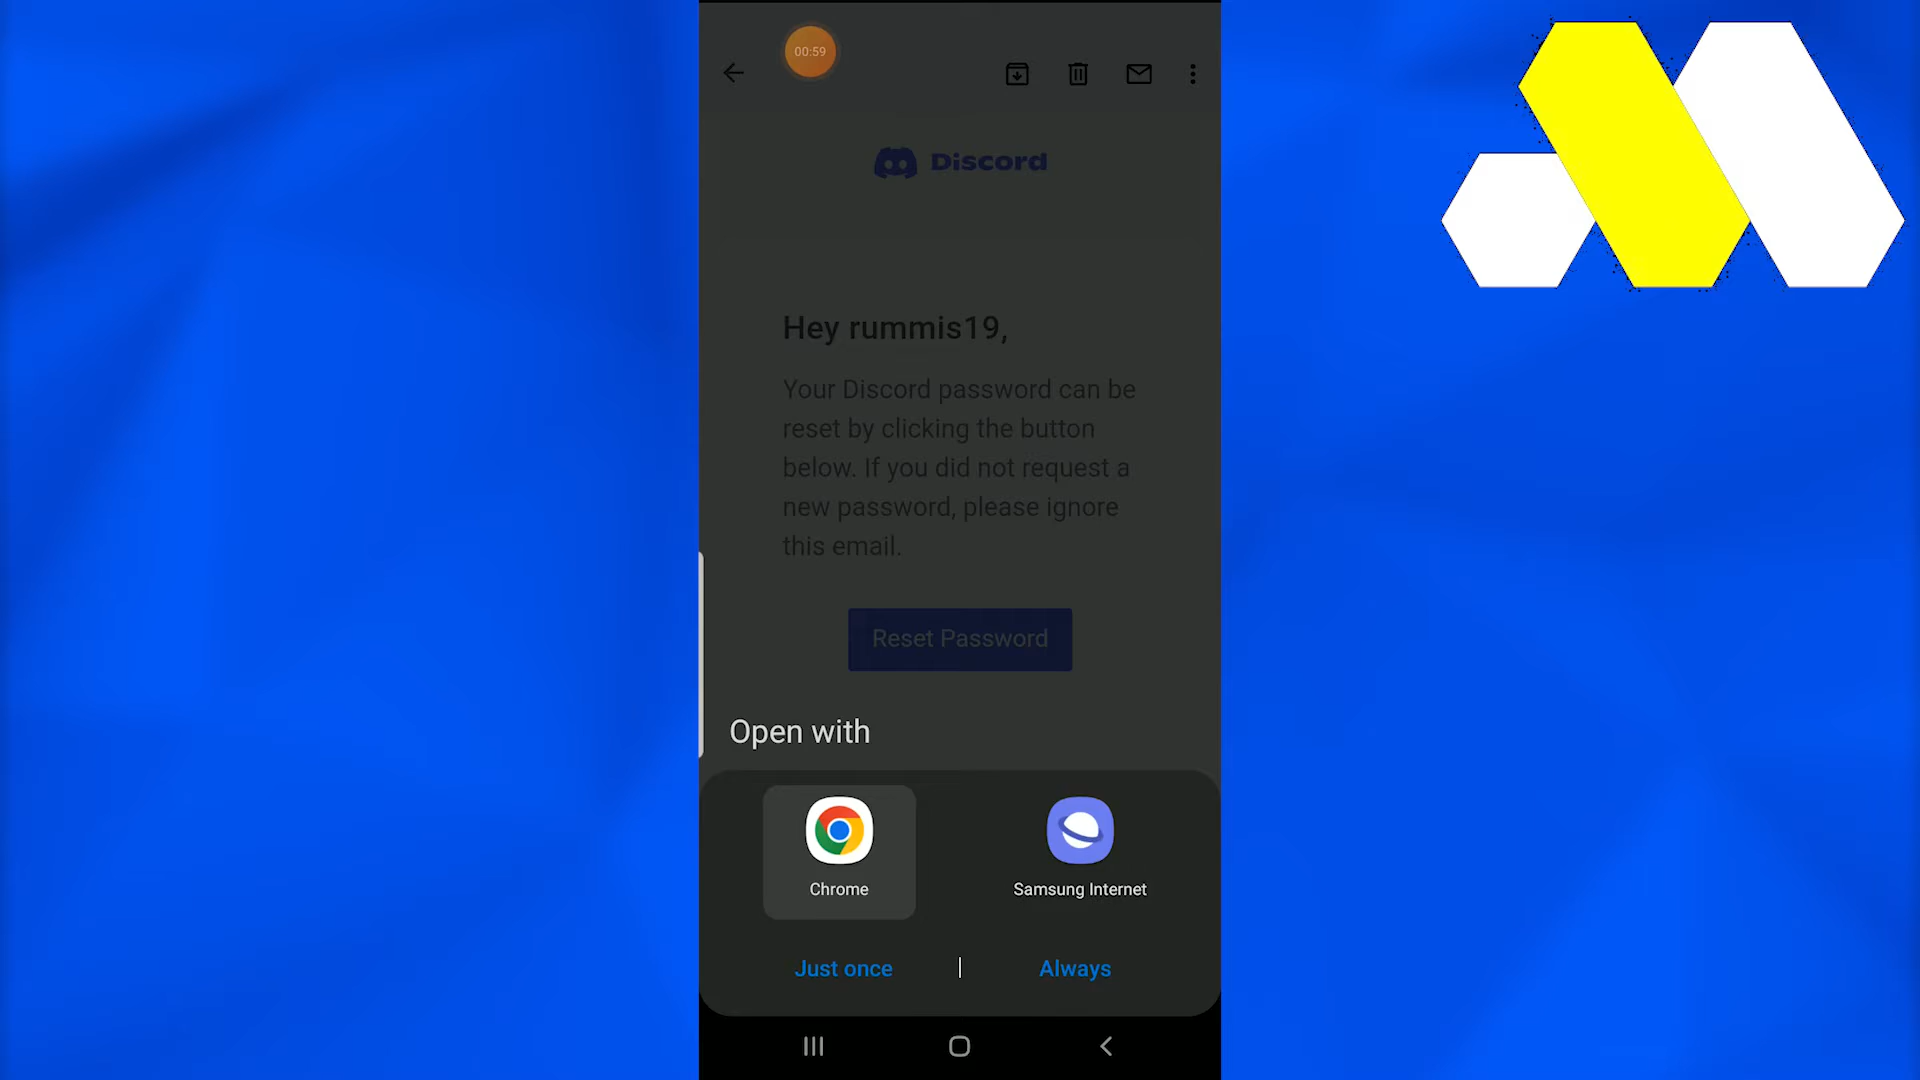 00:59
Discord
Hey rummis19,
Your Discord password can be
reset by clicking the button
below. If you did not request a
new password, please ignore
this email.
Reset Password
Open with
Chrome
Samsung Internet
Just once
Always